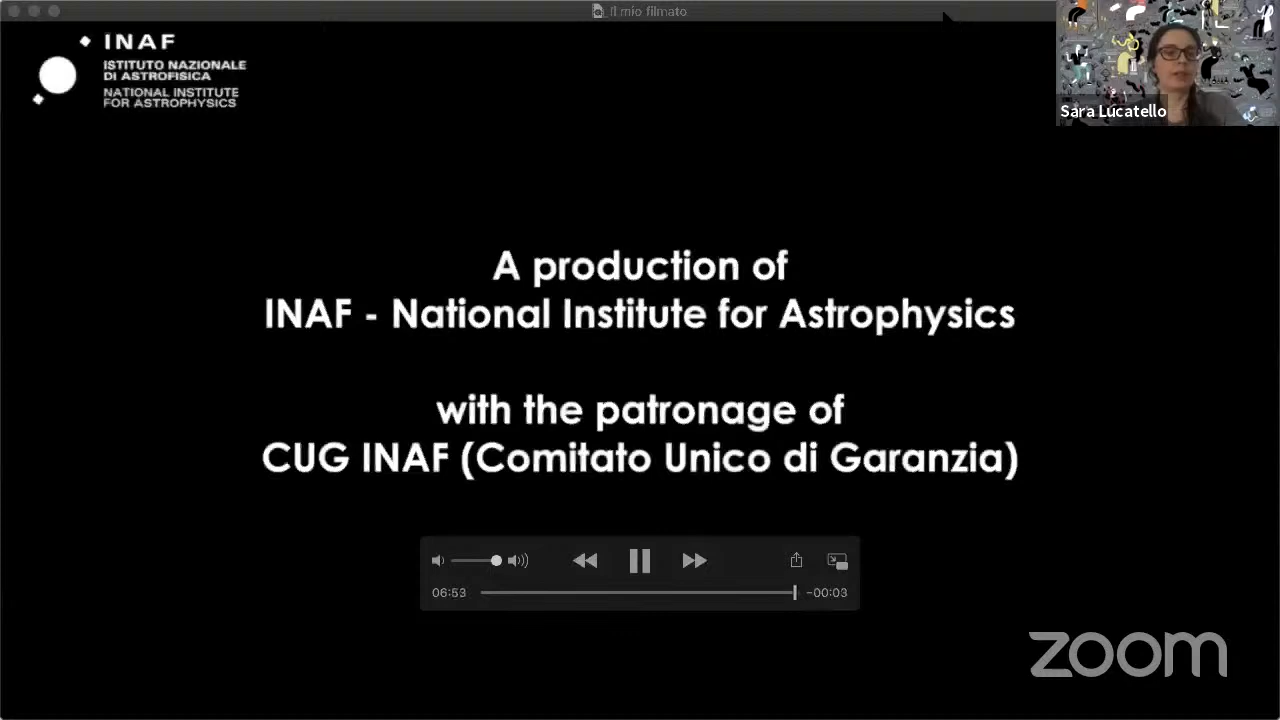 Il mio filmato
INAF
ISTITUTO NAZIONALE
DI ASTROFISICA
NATIONAL INSTITUTE
FOR ASTROPHYSICS
Sara Lucatello
A production of
INAF - National Institute for Astrophysics
with the patronage of
CUG INAF (Comitato Unico di Garanzia)
06:53
-00:03
zoom